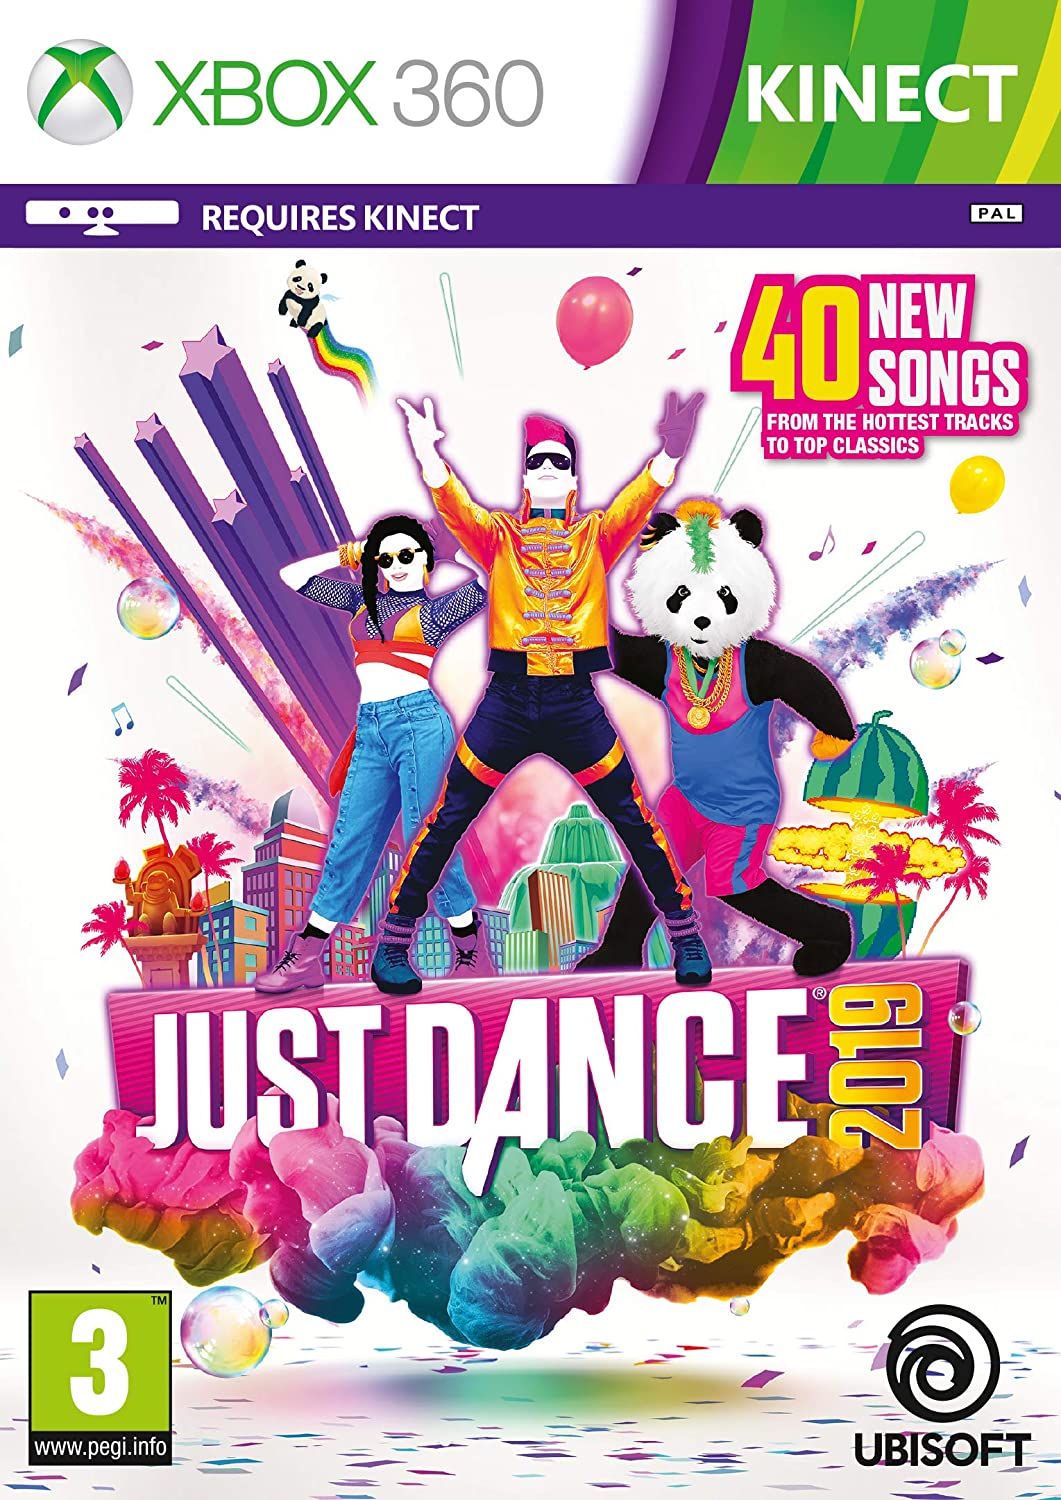 XBOX 360
KINECT
REQUIRES KINECT
PAL
40
NEW
SONGS
FROM THE HOTTEST TRACKS
TO TOP CLASSICS
JUST DANCE®
2019
3™
www.pegi.info
UBISOFT